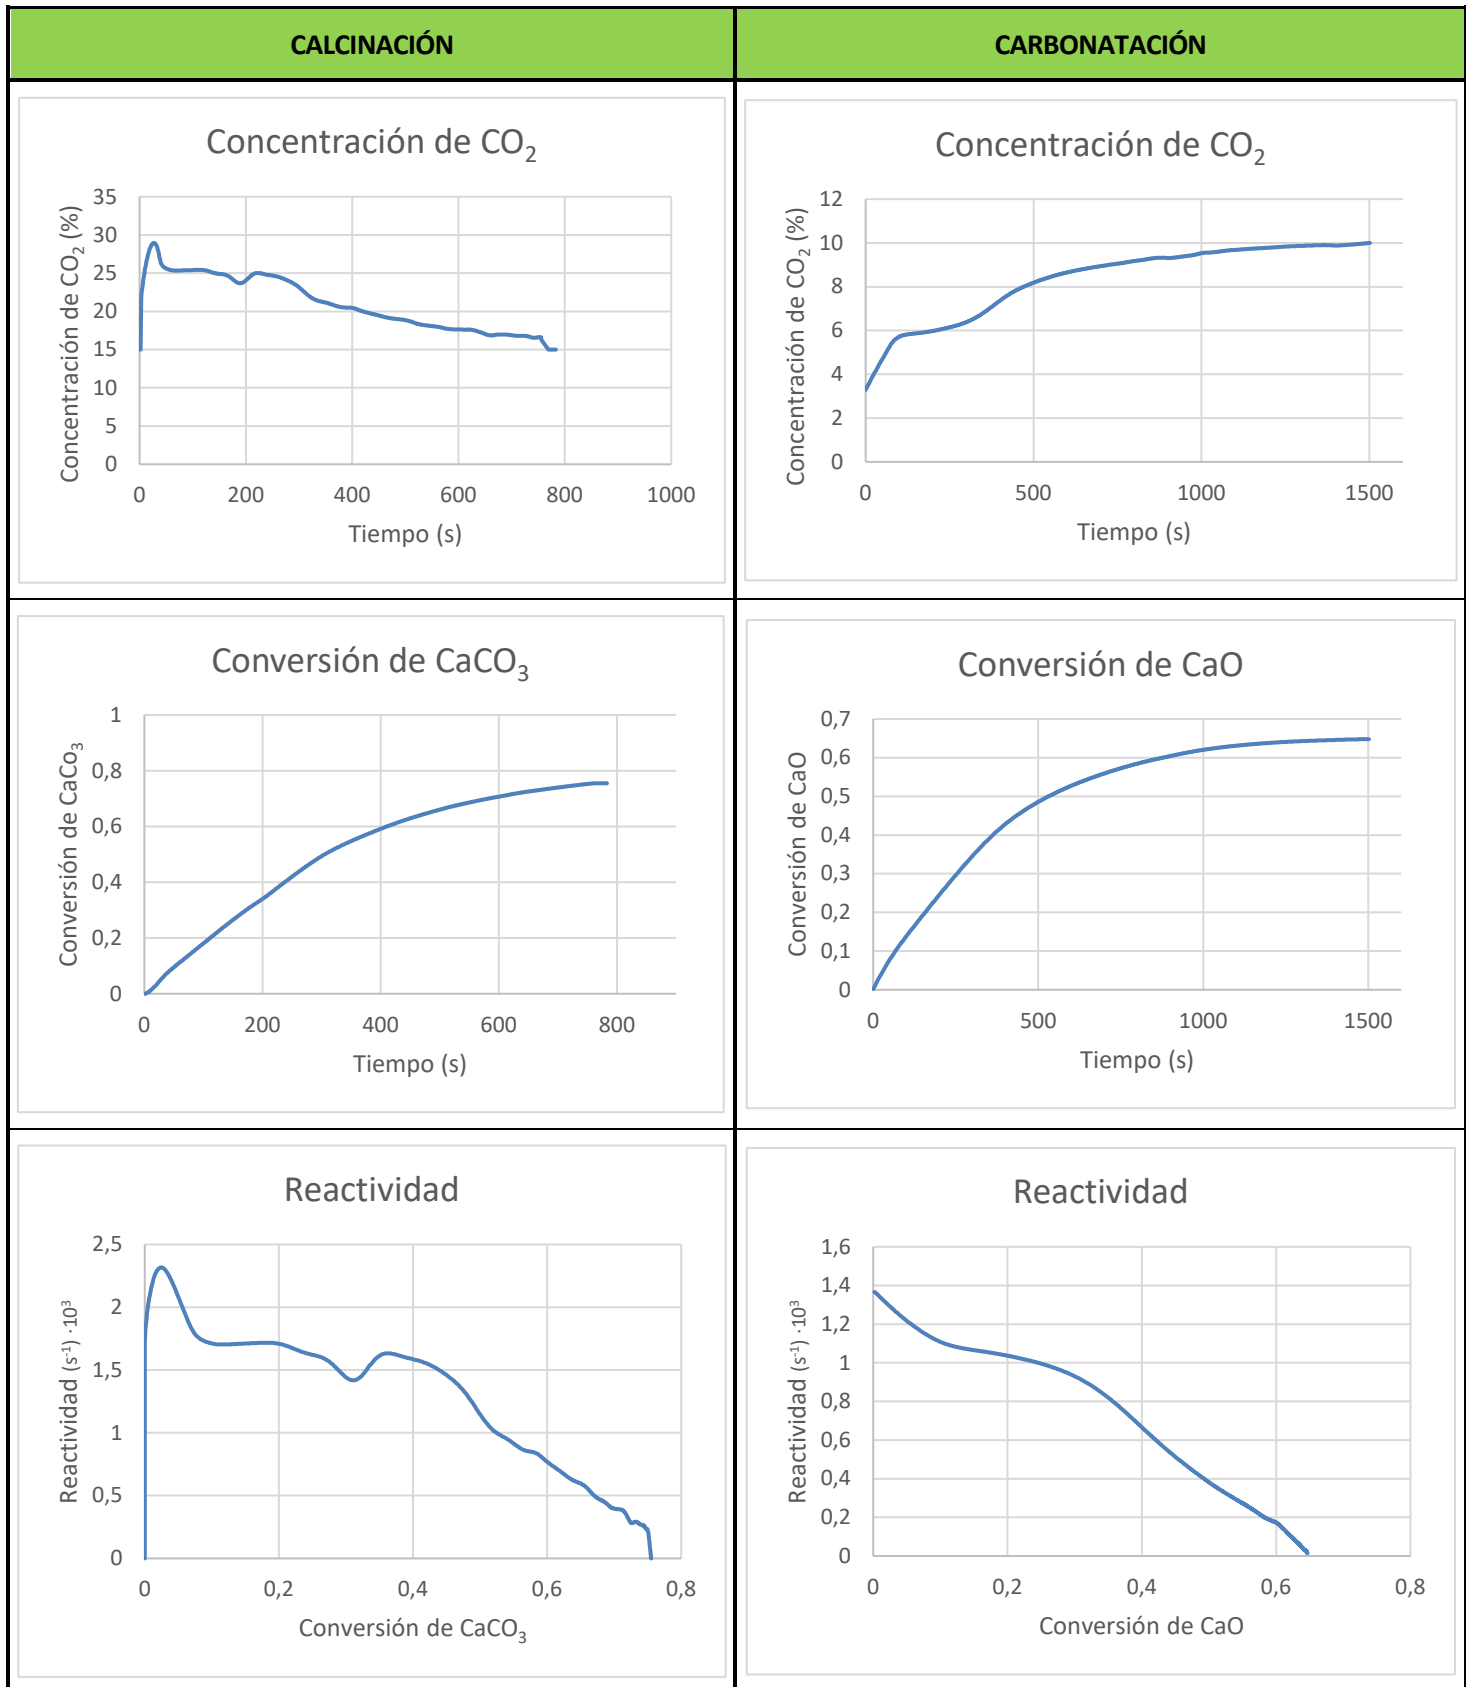 CALCINACIÓN
CARBONATACIÓN
Concentración de CO₂
Concentración de CO₂ (%)
35
30
25
20
15
10
5
0
0 200 400 600 800 1000
Tiempo (s)
Concentración de CO₂
Concentración de CO₂ (%)
12
10
8
6
4
2
0
0 500 1000 1500
Tiempo (s)
Conversión de CaCO₃
Conversión de CaCo₃
1
0,8
0,6
0,4
0,2
0
0 200 400 600 800
Tiempo (s)
Conversión de CaO
Conversión de CaO
0,7
0,6
0,5
0,4
0,3
0,2
0,1
0
0 500 1000 1500
Tiempo (s)
Reactividad
Reactividad (s⁻¹) ·10³
2,5
2
1,5
1
0,5
0
0 0,2 0,4 0,6 0,8
Conversión de CaCO₃
Reactividad
Reactividad (s⁻¹) ·10³
1,6
1,4
1,2
1
0,8
0,6
0,4
0,2
0
0 0,2 0,4 0,6 0,8
Conversión de CaO